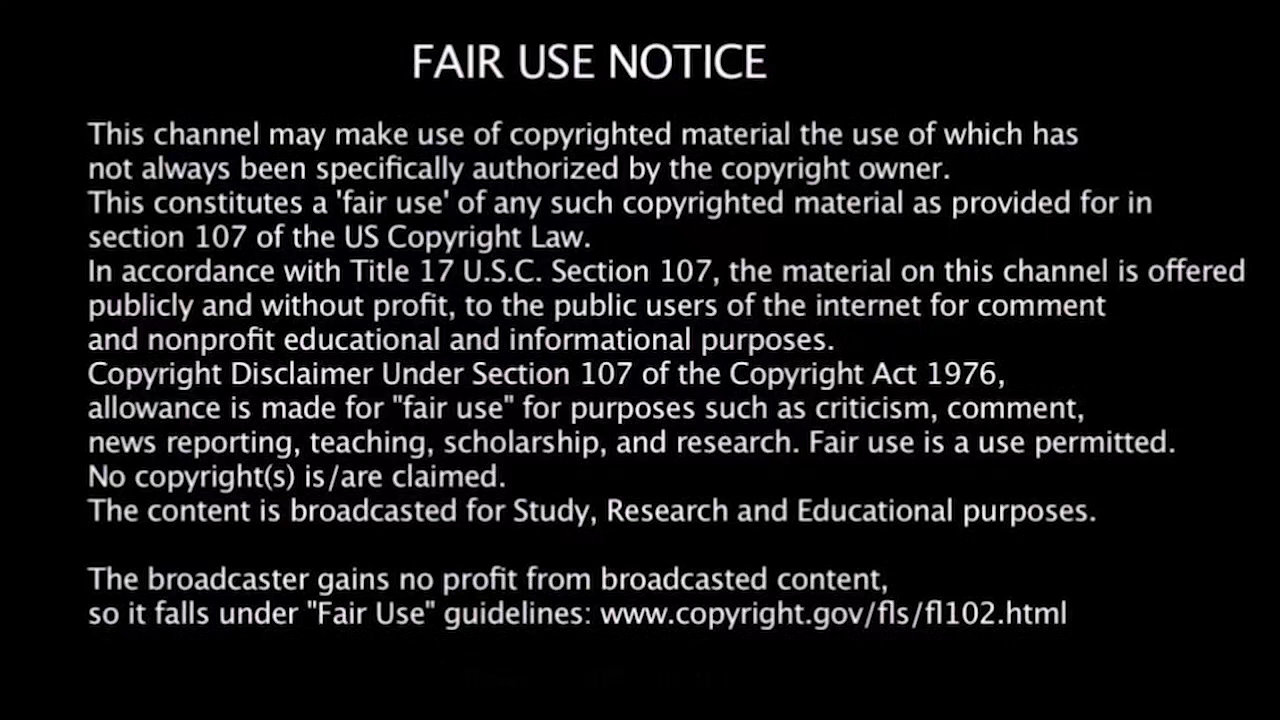 FAIR USE NOTICE
This channel may make use of copyrighted material the use of which has
not always been specifically authorized by the copyright owner.
This constitutes a 'fair use' of any such copyrighted material as provided for in
section 107 of the US Copyright Law.
In accordance with Title 17 U.S.C. Section 107, the material on this channel is offered
publicly and without profit, to the public users of the internet for comment
and nonprofit educational and informational purposes.
Copyright Disclaimer Under Section 107 of the Copyright Act 1976,
allowance is made for "fair use" for purposes such as criticism, comment,
news reporting, teaching, scholarship, and research. Fair use is a use permitted.
No copyright(s) is/are claimed.
The content is broadcasted for Study, Research and Educational purposes.
The broadcaster gains no profit from broadcasted content,
so it falls under "Fair Use" guidelines: www.copyright.gov/fls/fl102.html